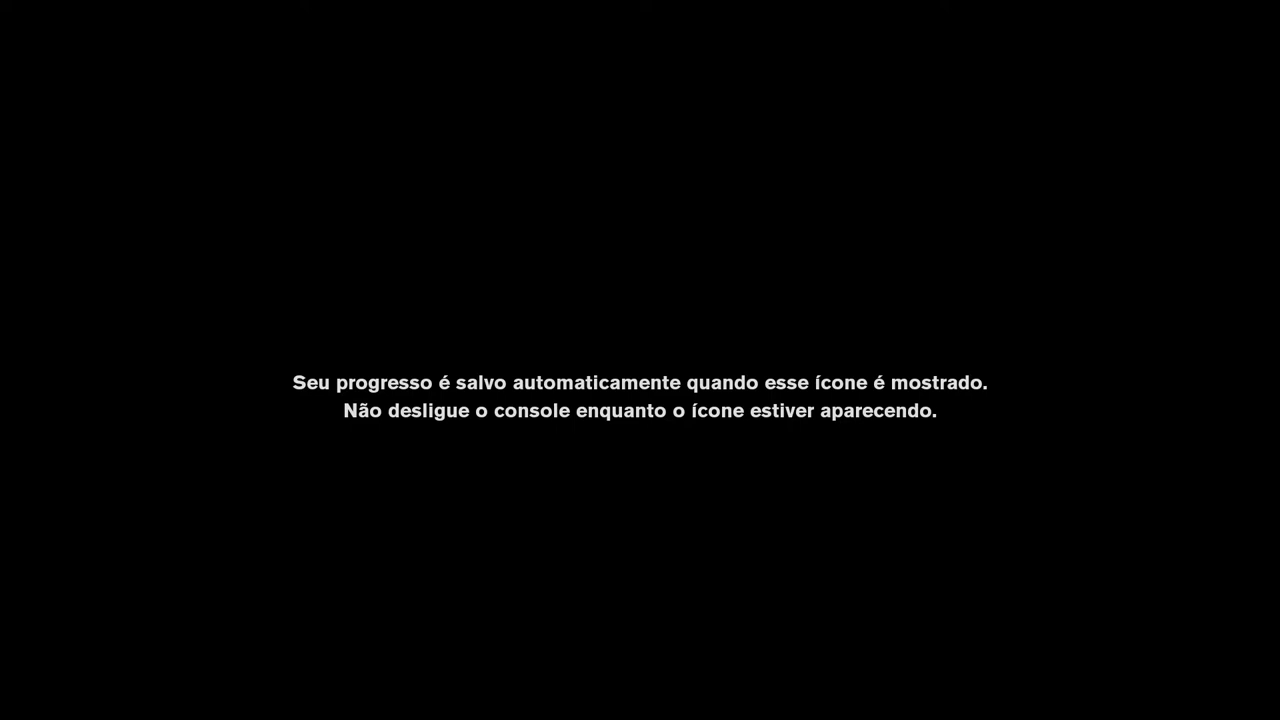 Seu progresso é salvo automaticamente quando esse ícone é mostrado.
Não desligue o console enquanto o ícone estiver aparecendo.